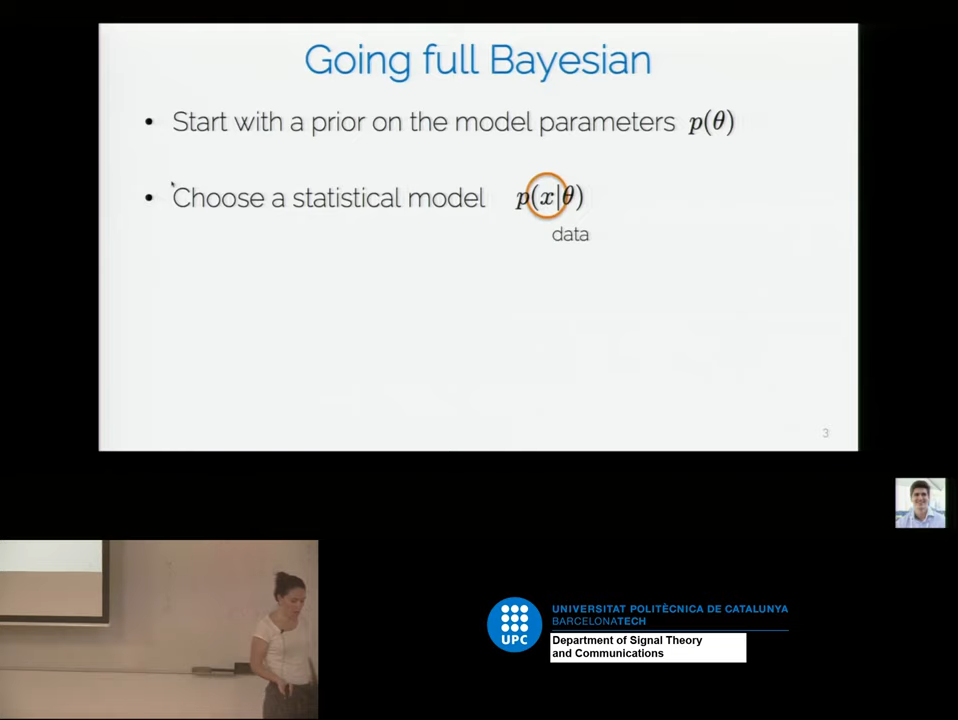 Going full Bayesian
• Start with a prior on the model parameters p(θ)
• Choose a statistical model p(x|θ)
data
3
UPC
UNIVERSITAT POLITÈCNICA DE CATALUNYA
BARCELONATECH
Department of Signal Theory
and Communications